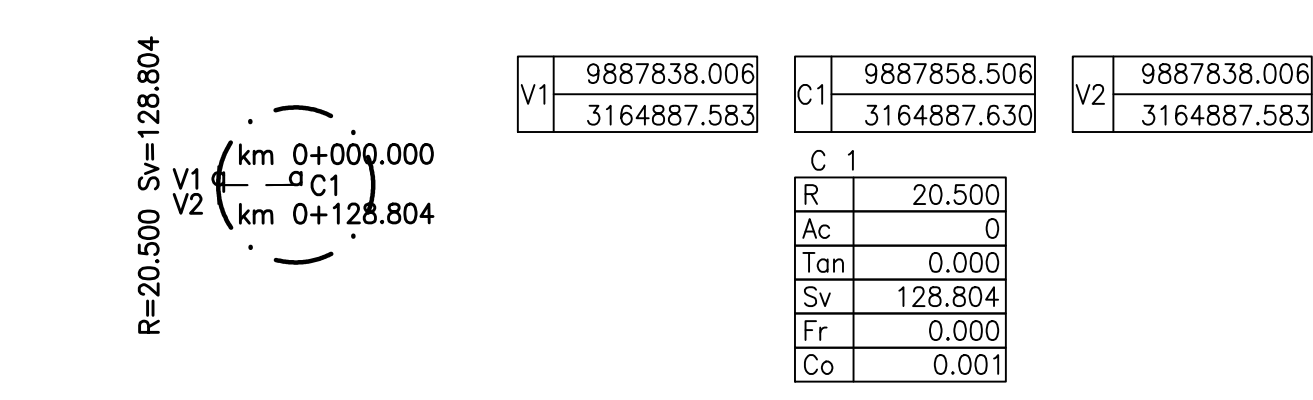 R=20.500 Sv=128.804
km 0+000.000
V1 a a C1
V2
km 0+128.804
V1 9887838.006
3164887.583
C1 9887858.506
3164887.630
V2 9887838.006
3164887.583
C 1
R 20.500
Ac 0
Tan 0.000
Sv 128.804
Fr 0.000
Co 0.001